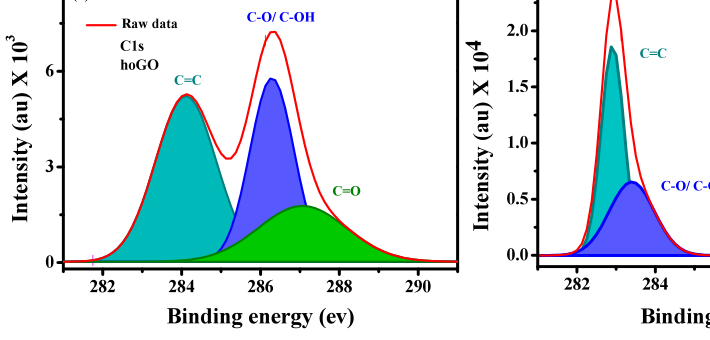 C-O/ C-OH
Raw data
C1s
hoGO
C=C
C=O
6
3
0
282 284 286 288 290
Binding energy (ev)
Intensity (au) X 10³
2.0
1.5
1.0
0.5
0.0
C=C
C-O/ C-
282 284
Binding
Intensity (au) X 10⁴